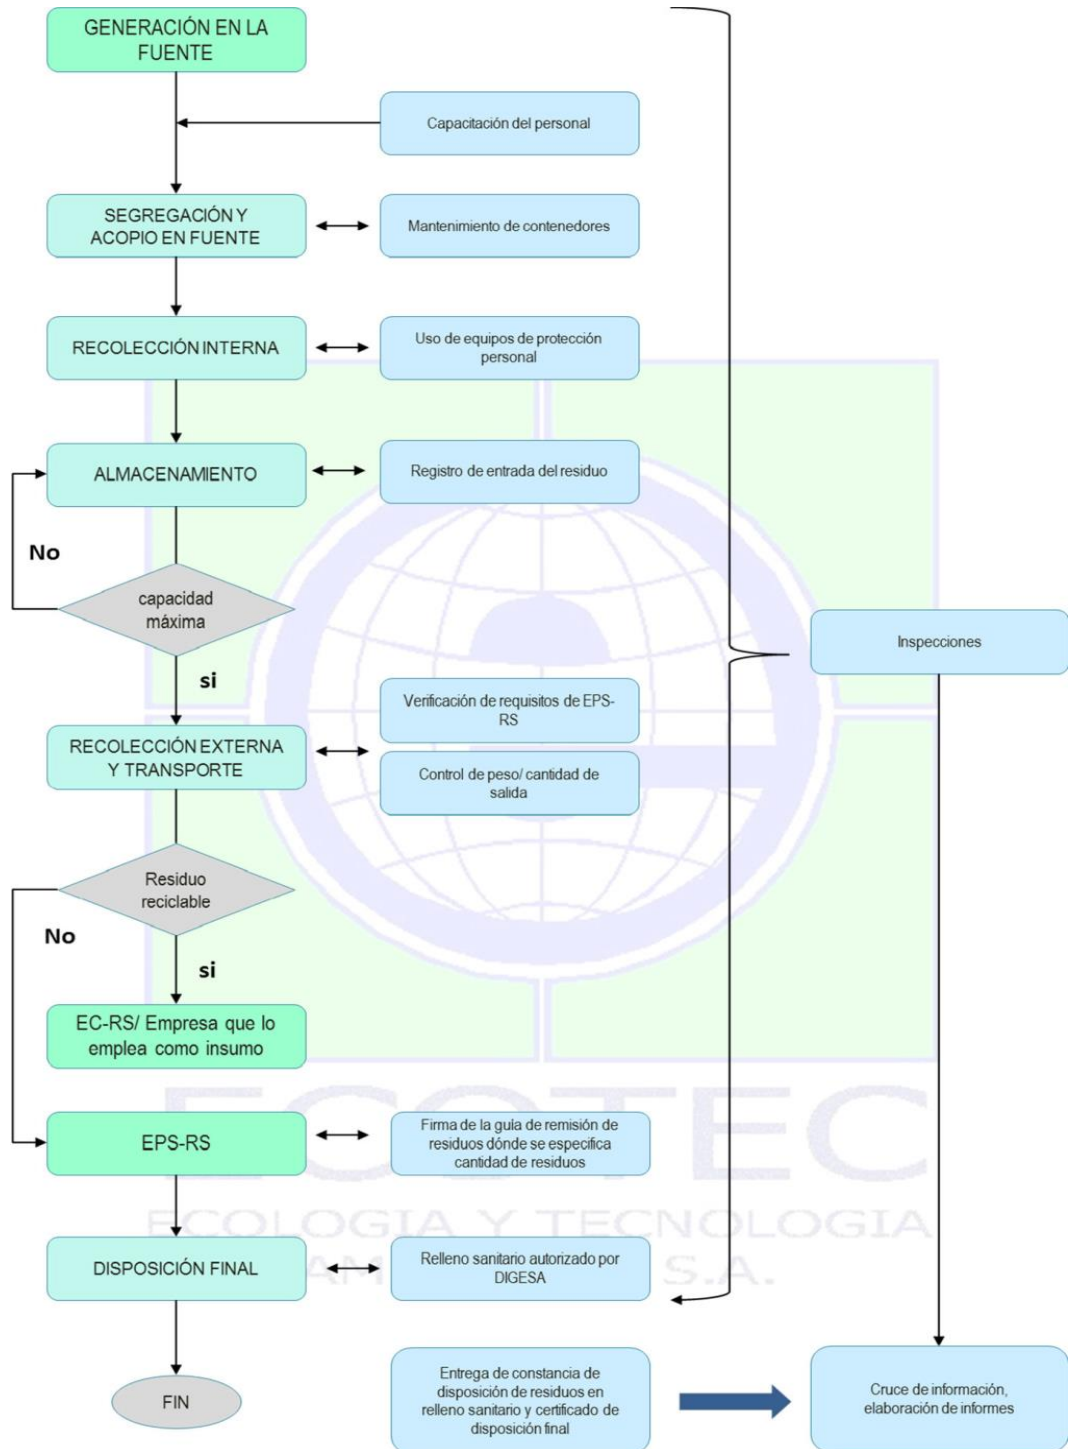 GENERACIÓN EN LA
FUENTE
Capacitación del personal
SEGREGACIÓN Y
ACOPIO EN FUENTE
Mantenimiento de contenedores
RECOLECCIÓN INTERNA
Uso de equipos de protección
personal
ALMACENAMIENTO
Registro de entrada del residuo
No
capacidad
máxima
si
Inspecciones
Verificación de requisitos de EPS-
RS
RECOLECCIÓN EXTERNA
Y TRANSPORTE
Control de peso/ cantidad de
salida
Residuo
reciclable
No
si
EC-RS/ Empresa que lo
emplea como insumo
ECOTEC
EPS-RS
Firma de la guía de remisión de
residuos dónde se especifica
cantidad de residuos
ECOLOGIA Y TECNOLOGIA
DISPOSICIÓN FINAL
Relleno sanitario autorizado por
DIGESA
S.A.
FIN
Entrega de constancia de
disposición de residuos en
relleno sanitario y certificado de
disposición final
Cruce de información,
elaboración de informes